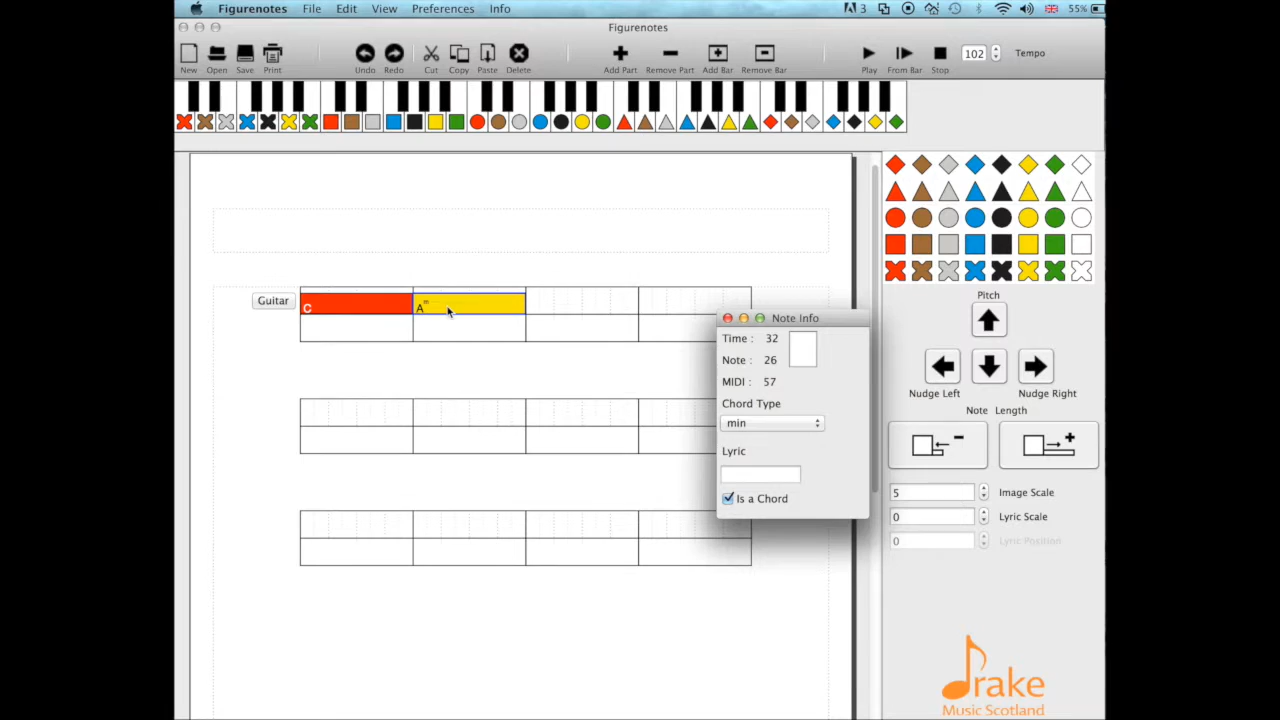 Figurenotes File Edit View Preferences Info 3 55%
Figurenotes
New Open Save Print Undo Redo Cut Copy Paste Delete Add Part Remove Part Add Bar Remove Bar Play From Bar Stop 102 Tempo
Guitar
C
Am
Note Info
Time : 32
Note : 26
MIDI : 57
Chord Type
min
Lyric
Is a Chord
Pitch
Nudge Left
Nudge Right
Note Length
-
+
5 Image Scale
0 Lyric Scale
0 Lyric Position
Drake
Music Scotland